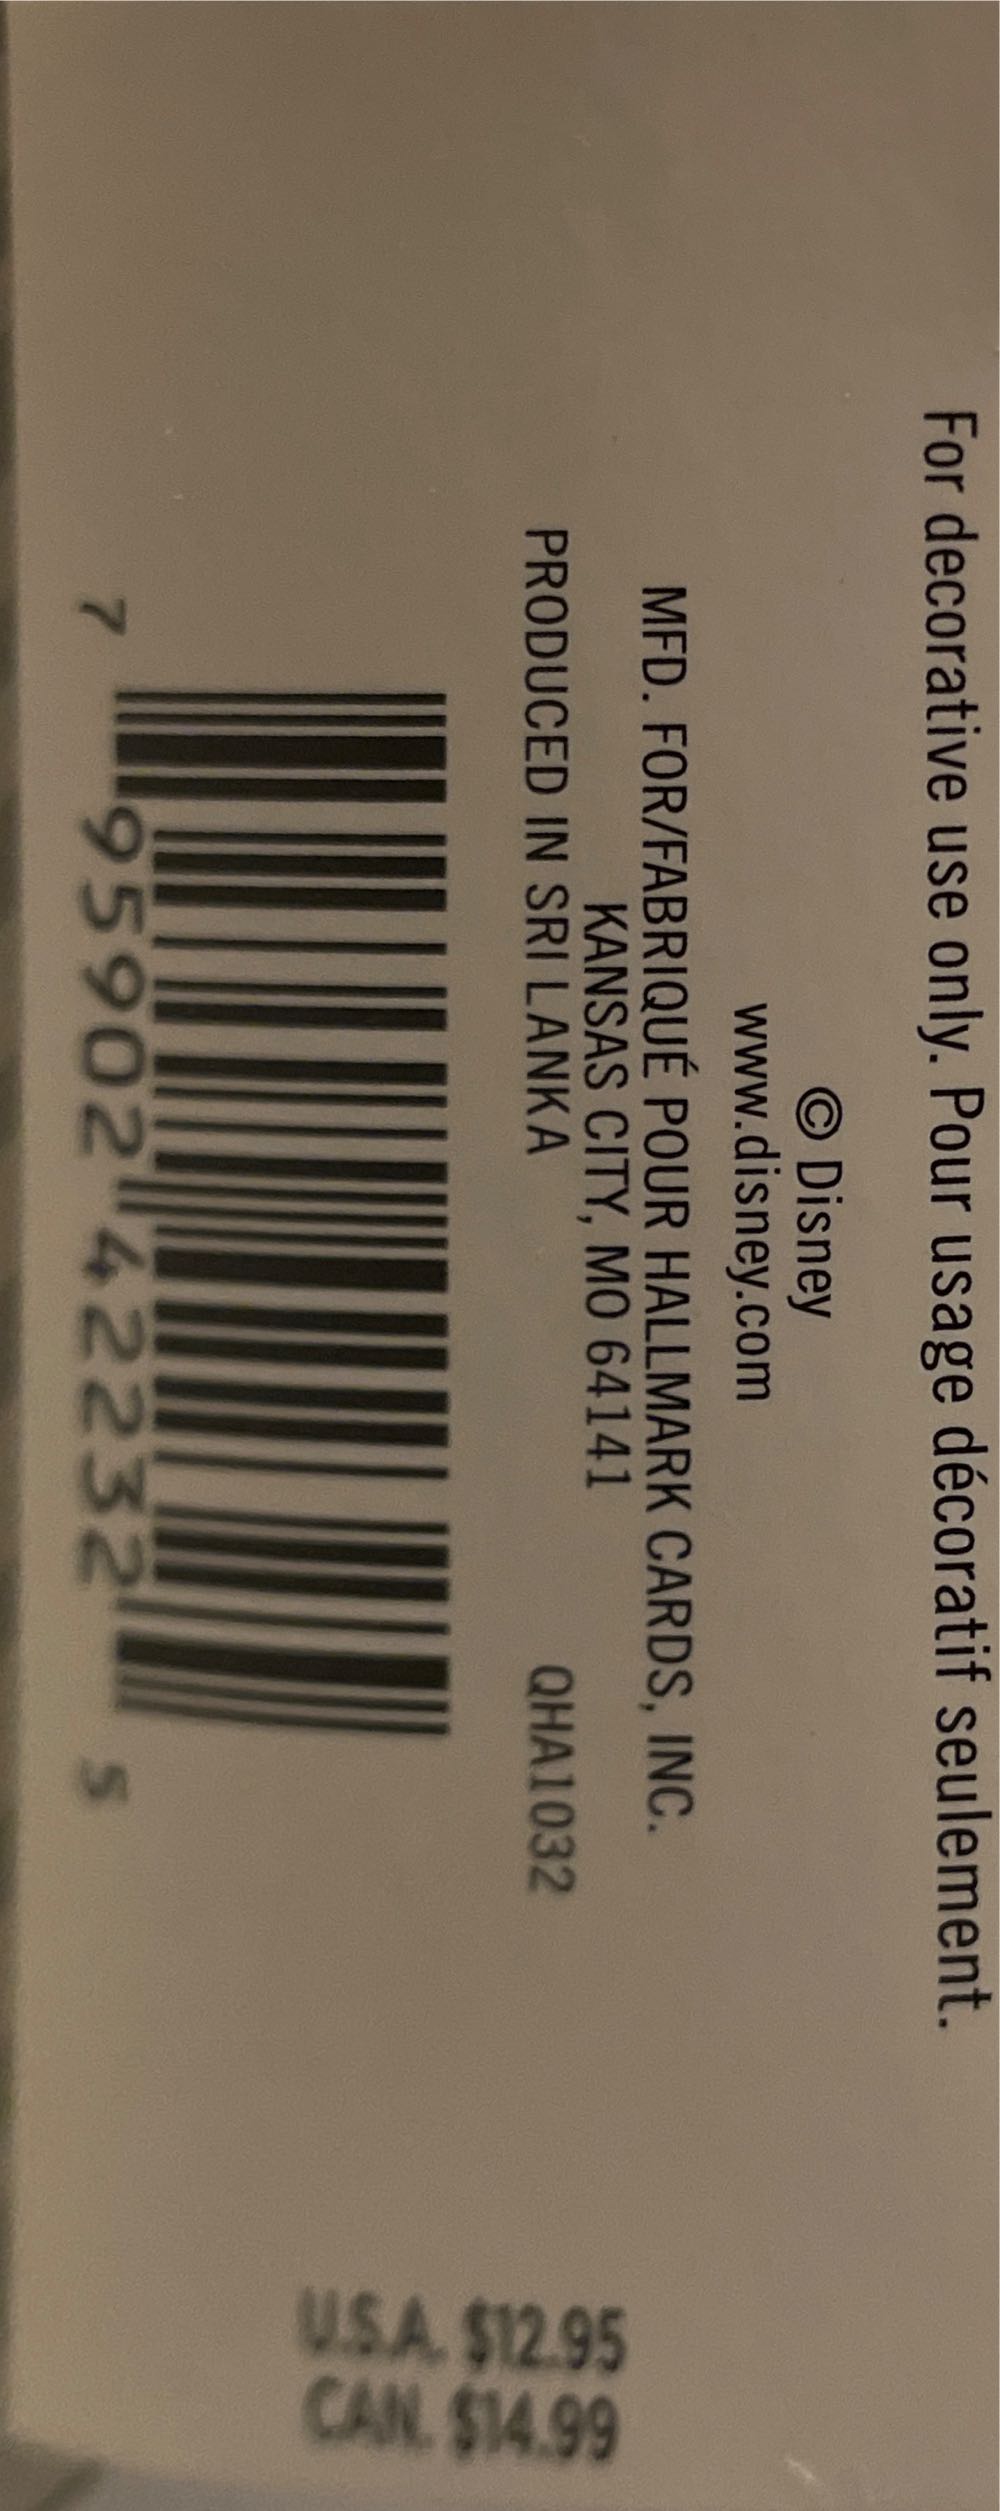 For decorative use only. Pour usage décoratif seulement.
© Disney
www.disney.com
MFD. FOR/FABRIQUÉ POUR HALLMARK CARDS, INC.
KANSAS CITY, MO 64141
PRODUCED IN SRI LANKA QHA1032
7 95902 42232 5
U.S.A. $12.95
CAN. $14.99